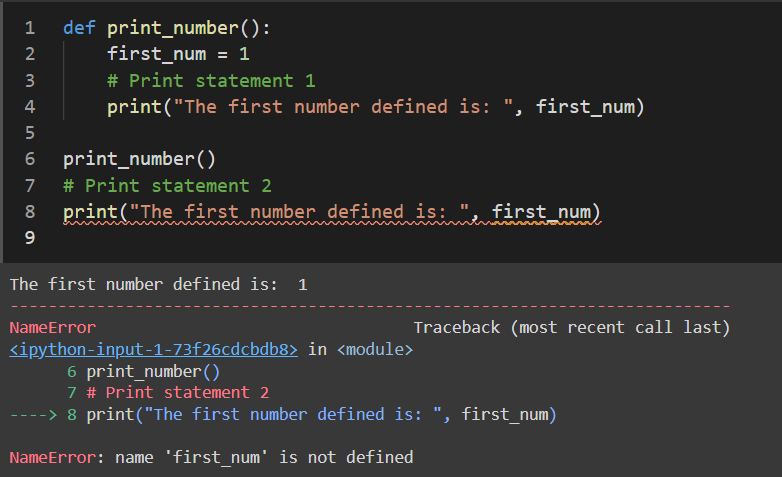 1 def print_number():
2     first_num = 1
3     # Print statement 1
4     print("The first number defined is: ", first_num)
5
6 print_number()
7 # Print statement 2
8 print("The first number defined is: ", first_num)
9
The first number defined is:  1
---------------------------------------------------------------------------
NameError                                 Traceback (most recent call last)
<ipython-input-1-73f26cdcbdb8> in <module>
      6 print_number()
      7 # Print statement 2
----> 8 print("The first number defined is: ", first_num)

NameError: name 'first_num' is not defined